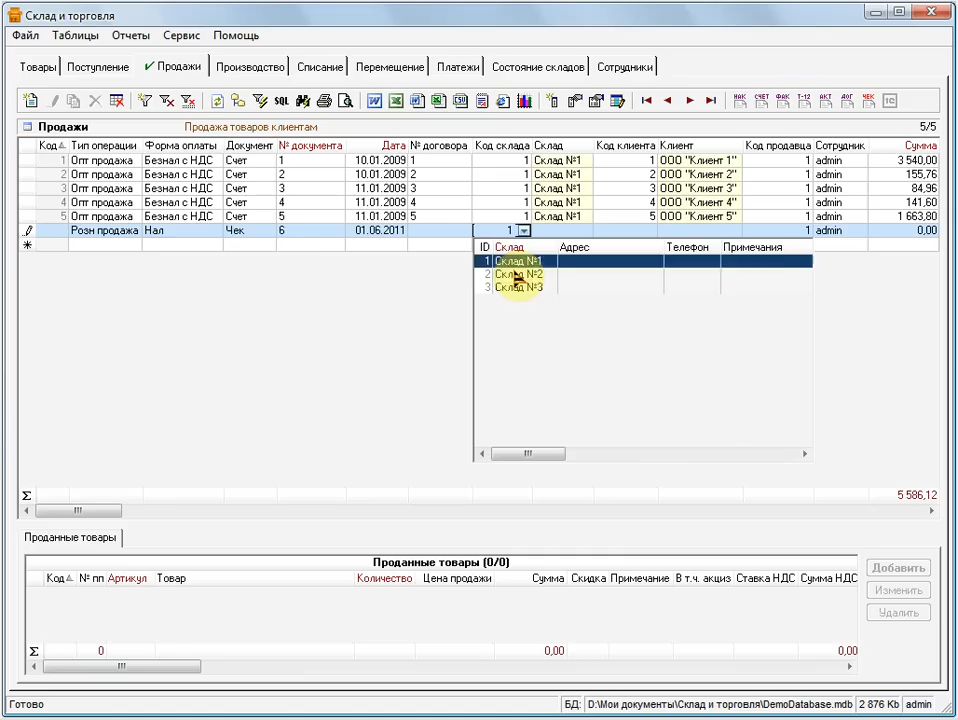 Склад и торговля
Файл Таблицы Отчеты Сервис Помощь
Товары Поступление Продажи Производство Списание Перемещение Платежи Состояние складов Сотрудники
SQL CSV НАК СЧЕТ ФАК Т-12 АКТ ДОГ ЧЕК 1С
Продажи Продажа товаров клиентам 5/5
Код Тип операции Форма оплаты Документ № документа Дата № договора Код склада Склад Код клиента Клиент Код продавца Сотрудник Сумма
1 Опт продажа Безнал с НДС Счет 1 10.01.2009 1 1 Склад №1 1 ООО "Клиент 1" 1 admin 3 540,00
2 Опт продажа Безнал с НДС Счет 2 10.01.2009 2 1 Склад №1 2 ООО "Клиент 2" 1 admin 155,76
3 Опт продажа Безнал с НДС Счет 3 11.01.2009 3 1 Склад №1 3 ООО "Клиент 3" 1 admin 84,96
4 Опт продажа Безнал с НДС Счет 4 11.01.2009 4 1 Склад №1 4 ООО "Клиент 4" 1 admin 141,60
5 Опт продажа Безнал с НДС Счет 5 11.01.2009 5 1 Склад №1 5 ООО "Клиент 5" 1 admin 1 663,80
Розн продажа Нал Чек 6 01.06.2011 1 1 admin 0,00
ID Склад Адрес Телефон Примечания
1 Склад №1
2 Склад №2
3 Склад №3
Σ 5 586,12
Проданные товары
Проданные товары (0/0)
Код № пп Артикул Товар Количество Цена продажи Сумма Скидка Примечание В т.ч. акциз Ставка НДС Сумма НДС
Добавить
Изменить
Удалить
Σ 0 0,00 0,00
Готово БД: D:\Мои документы\Склад и торговля\DemoDatabase.mdb 2 876 Kb admin